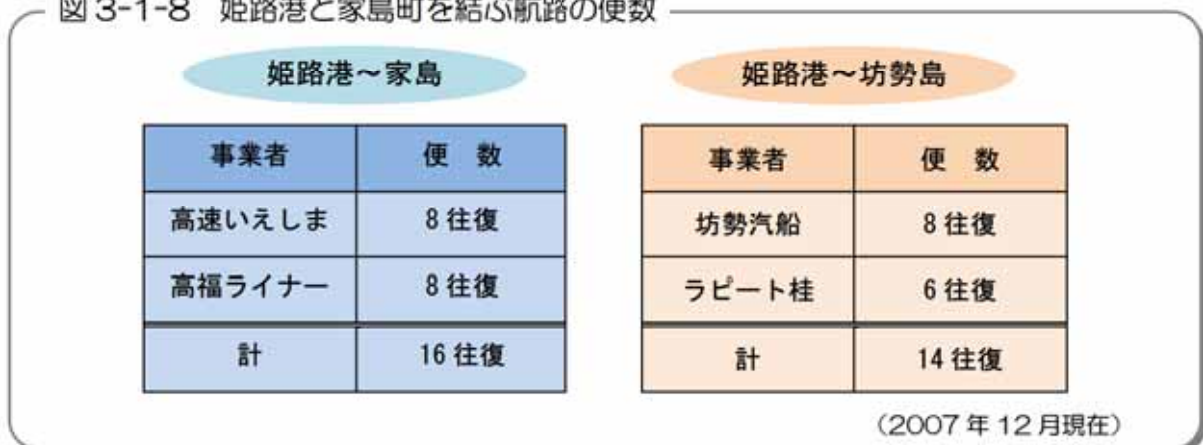 図 3-1-8 姫路港と家島町を結ぶ航路の便数
姫路港～家島
事業者 便 数
高速いえしま 8 往復
高福ライナー 8 往復
計 16 往復
姫路港～坊勢島
事業者 便 数
坊勢汽船 8 往復
ラピート桂 6 往復
計 14 往復
（2007 年 12 月現在）